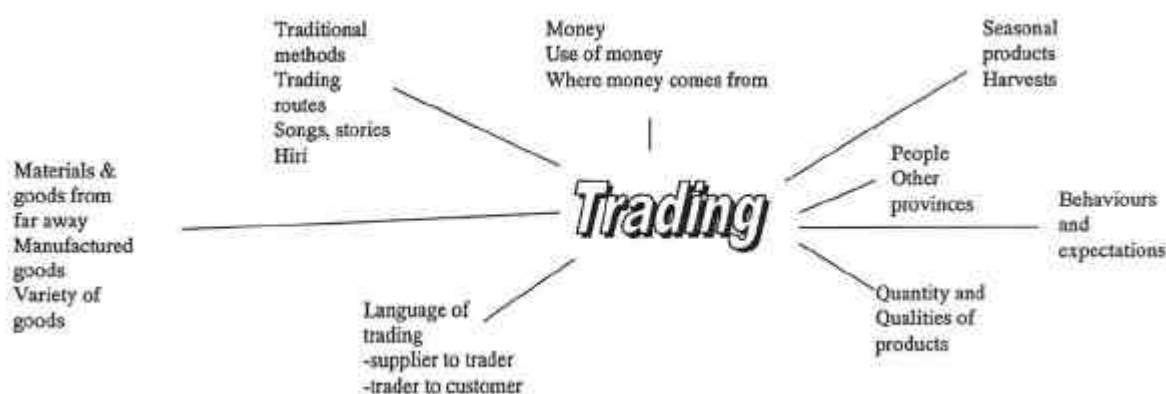 Traditional
methods
Trading
routes
Songs, stories
Hiri
Money
Use of money
Where money comes from
Seasonal
products
Harvests
Materials &
goods from
far away
Manufactured
goods
Variety of
goods
Trading
People
Other
provinces
Behaviours
and
expectations
Language of
trading
-supplier to trader
-trader to customer
Quantity and
Qualities of
products